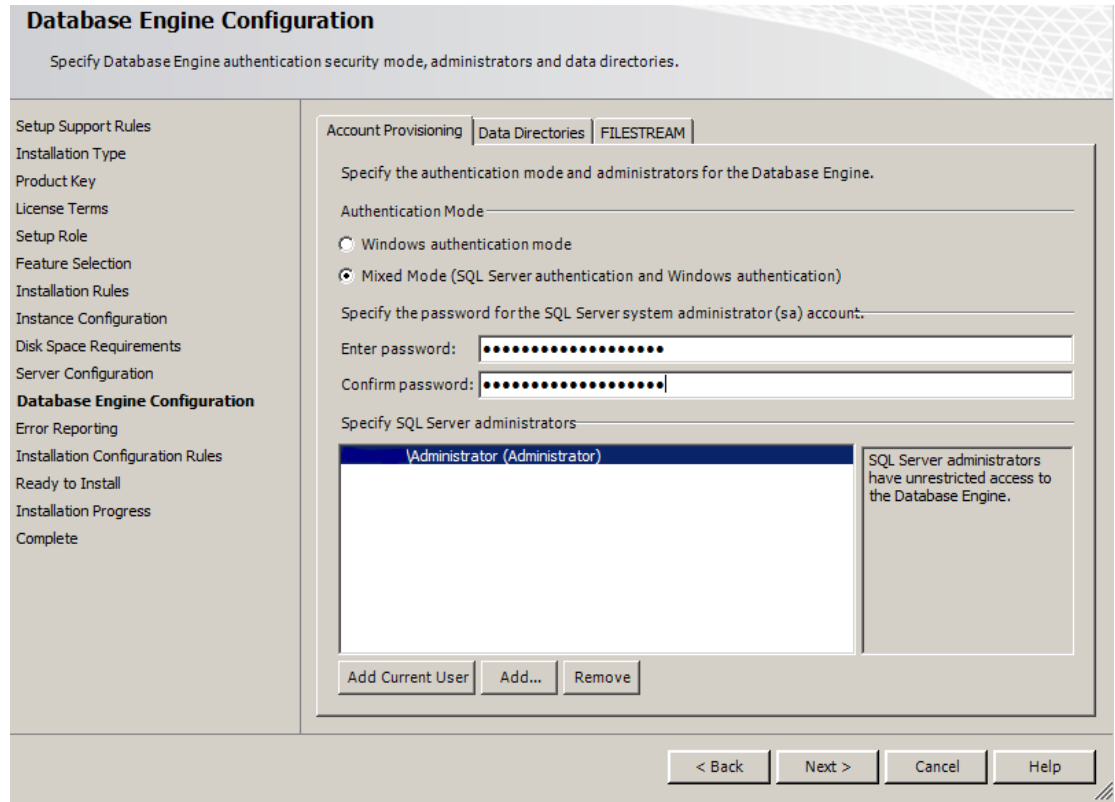 Database Engine Configuration
Specify Database Engine authentication security mode, administrators and data directories.
Setup Support Rules
Installation Type
Product Key
License Terms
Setup Role
Feature Selection
Installation Rules
Instance Configuration
Disk Space Requirements
Server Configuration
Database Engine Configuration
Error Reporting
Installation Configuration Rules
Ready to Install
Installation Progress
Complete
Account Provisioning Data Directories FILESTREAM
Specify the authentication mode and administrators for the Database Engine.
Authentication Mode
Windows authentication mode
Mixed Mode (SQL Server authentication and Windows authentication)
Specify the password for the SQL Server system administrator (sa) account.
Enter password: ●●●●●●●●●●●●●●●●●●●
Confirm password: ●●●●●●●●●●●●●●●●●●●
Specify SQL Server administrators
\Administrator (Administrator)
SQL Server administrators
have unrestricted access to
the Database Engine.
Add Current User Add... Remove
< Back Next > Cancel Help